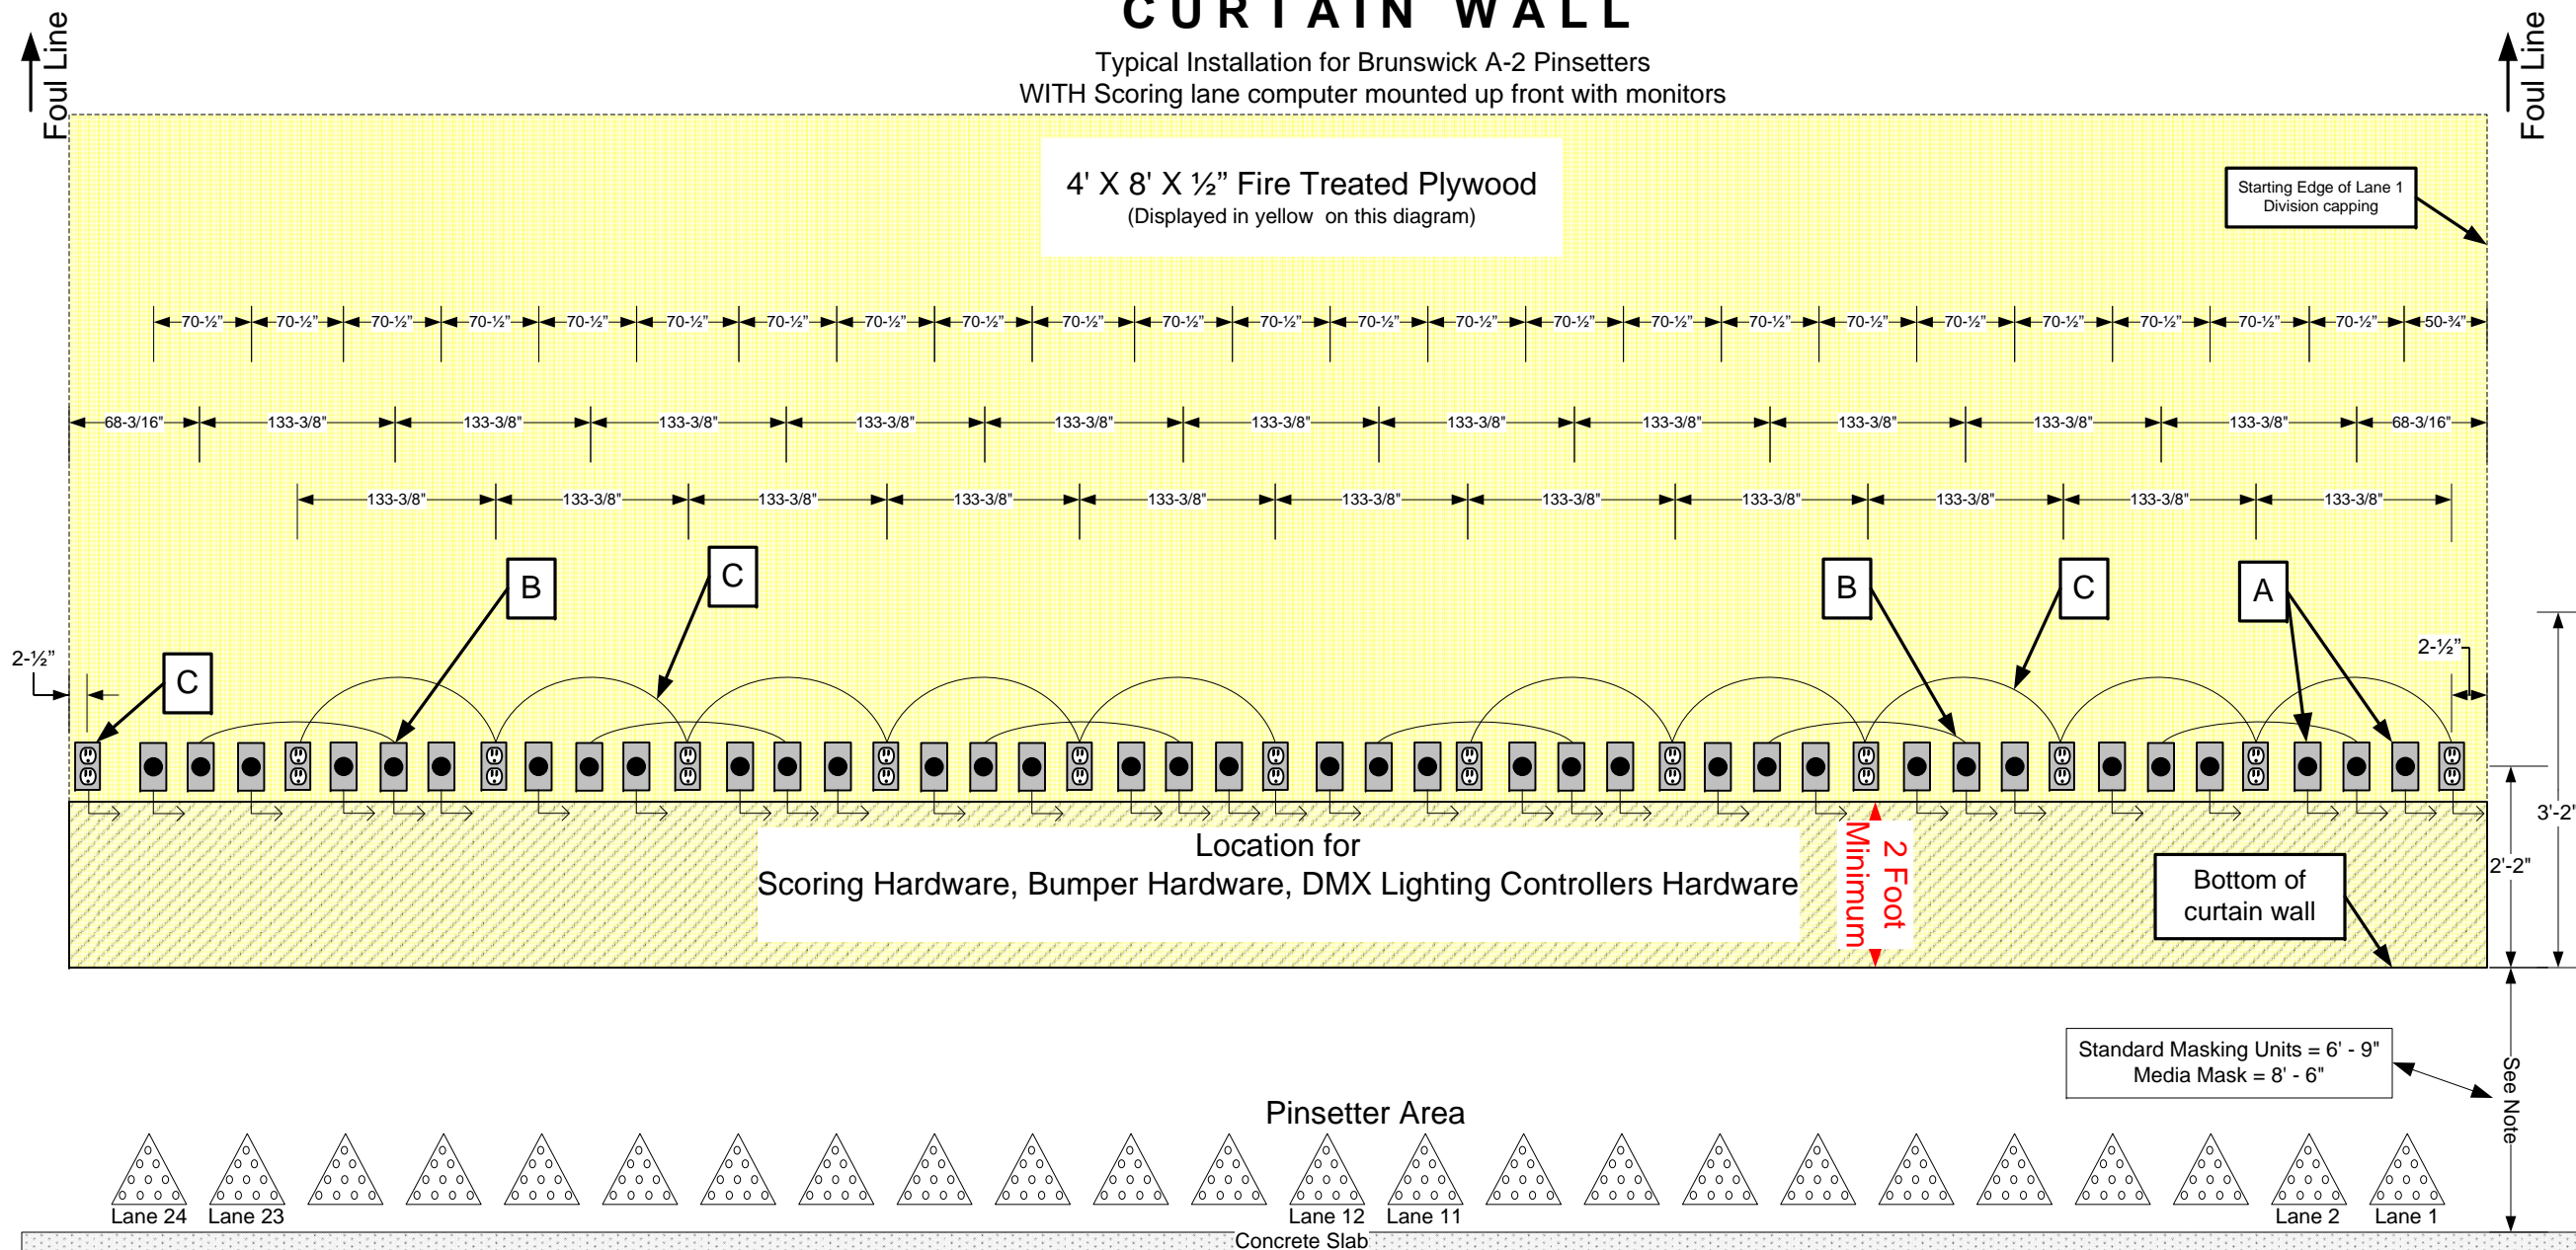 CURTAIN WALL
Typical Installation for Brunswick A-2 Pinsetters
WITH Scoring lane computer mounted up front with monitors
Foul Line
Foul Line
4' X 8' X ½” Fire Treated Plywood
(Displayed in yellow on this diagram)
Starting Edge of Lane 1
Division capping
70-½” 70-½” 70-½” 70-½” 70-½” 70-½” 70-½” 70-½” 70-½” 70-½” 70-½” 70-½” 70-½” 70-½” 70-½” 70-½” 70-½” 70-½” 70-½” 70-½” 70-½” 70-½” 70-½” 50-¾”
68-3/16" 133-3/8" 133-3/8" 133-3/8" 133-3/8" 133-3/8" 133-3/8" 133-3/8" 133-3/8" 133-3/8" 133-3/8" 133-3/8" 68-3/16"
133-3/8" 133-3/8" 133-3/8" 133-3/8" 133-3/8" 133-3/8" 133-3/8" 133-3/8" 133-3/8" 133-3/8" 133-3/8"
B C B C A
2-½” C 2-½”
3'-2"
2'-2"
Location for
Scoring Hardware, Bumper Hardware, DMX Lighting Controllers Hardware
2 Foot
Minimum
Bottom of
curtain wall
Standard Masking Units = 6' - 9"
Media Mask = 8' - 6"
See Note
Pinsetter Area
Lane 24 Lane 23 Lane 12 Lane 11 Lane 2 Lane 1
Concrete Slab